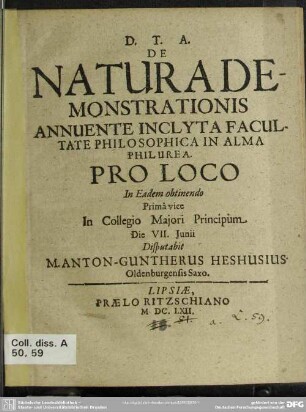 D. T. A.
DE
NATURA DE-
MONSTRATIONIS
ANNUENTE INCLYTA FACUL-
TATE PHILOSOPHICA IN ALMA
PHILUREA.
PRO LOCO
In Eadem obtinendo
Primâ vice
In Collegio Majori Principum
Die VII. Junii
Disputabit
M. ANTON-GUNTHERUS HESHUSIUS
Oldenburgensis Saxo.
LIPSIÆ,
PRÆLO RITZSCHIANO
M DC. LXII.
Coll. diss. A
50, 59